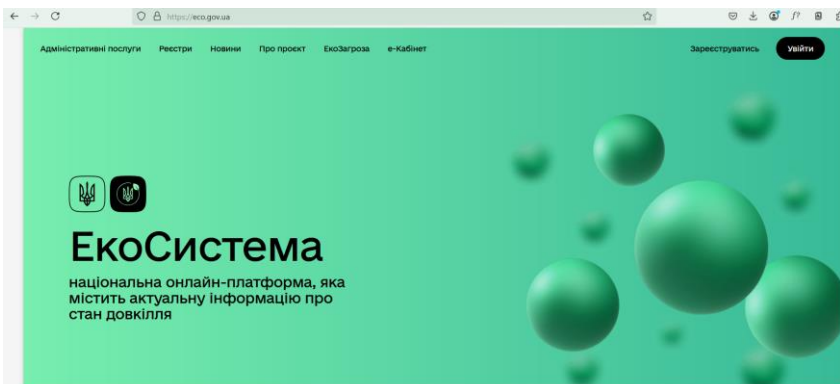 https://eco.gov.ua
Адміністративні послуги Реєстри Новини Про проєкт ЕкоЗагроза е-Кабінет Зареєструватись Увійти
ЕкоСистема
національна онлайн-платформа, яка
містить актуальну інформацію про
стан довкілля